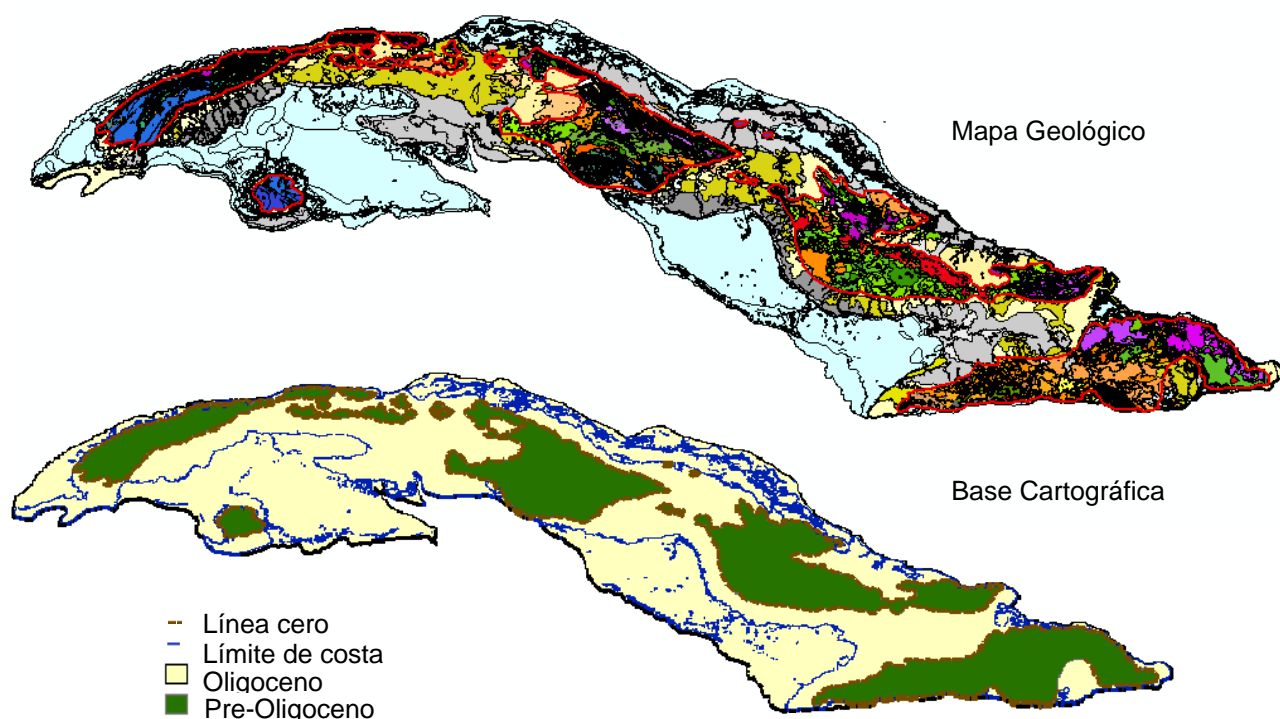 Mapa Geológico
Base Cartográfica
Línea cero
Límite de costa
Oligoceno
Pre-Oligoceno